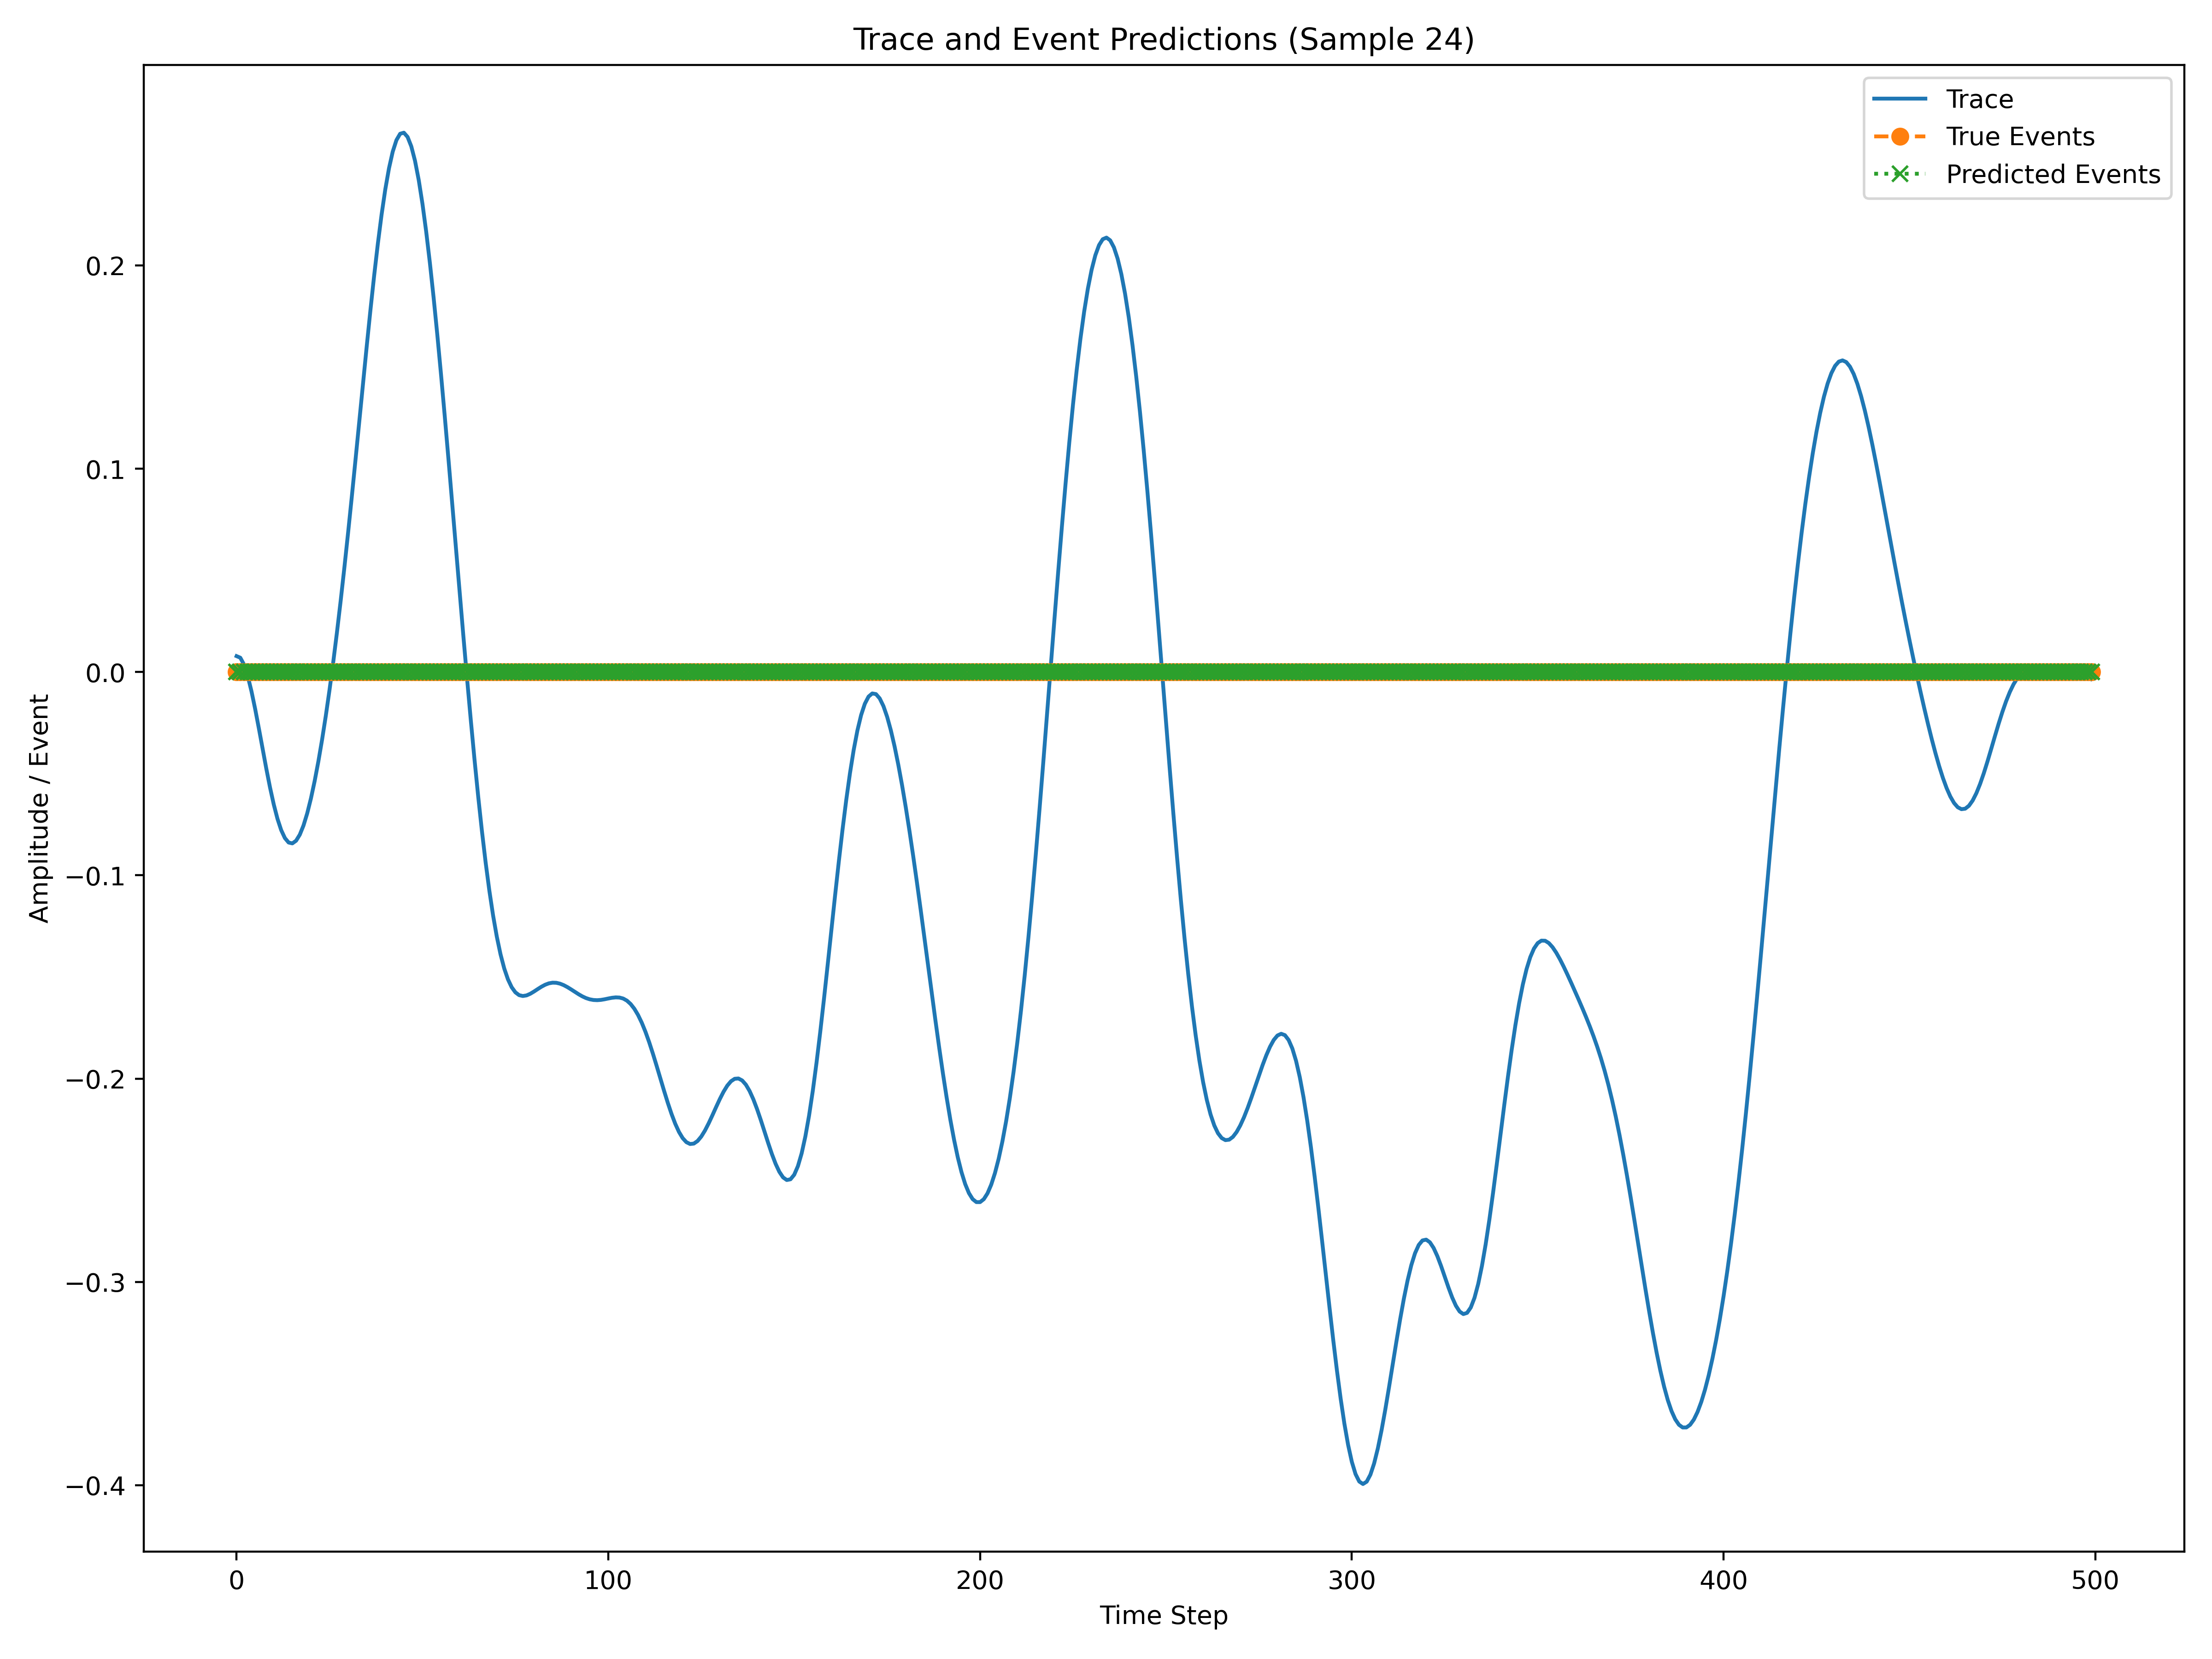 Trace and Event Predictions (Sample 24)
Trace
True Events
Predicted Events
Amplitude / Event
0.2
0.1
0.0
−0.1
−0.2
−0.3
−0.4
0 100 200 300 400 500
Time Step